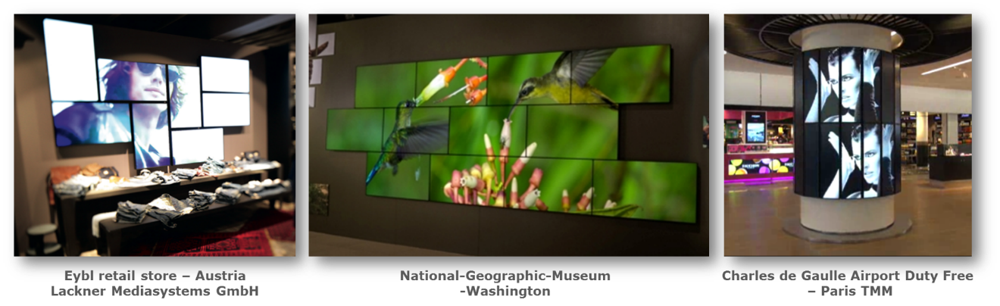 Eybl retail store – Austria
Lackner Mediasystems GmbH
National-Geographic-Museum
-Washington
Charles de Gaulle Airport Duty Free
– Paris TMM